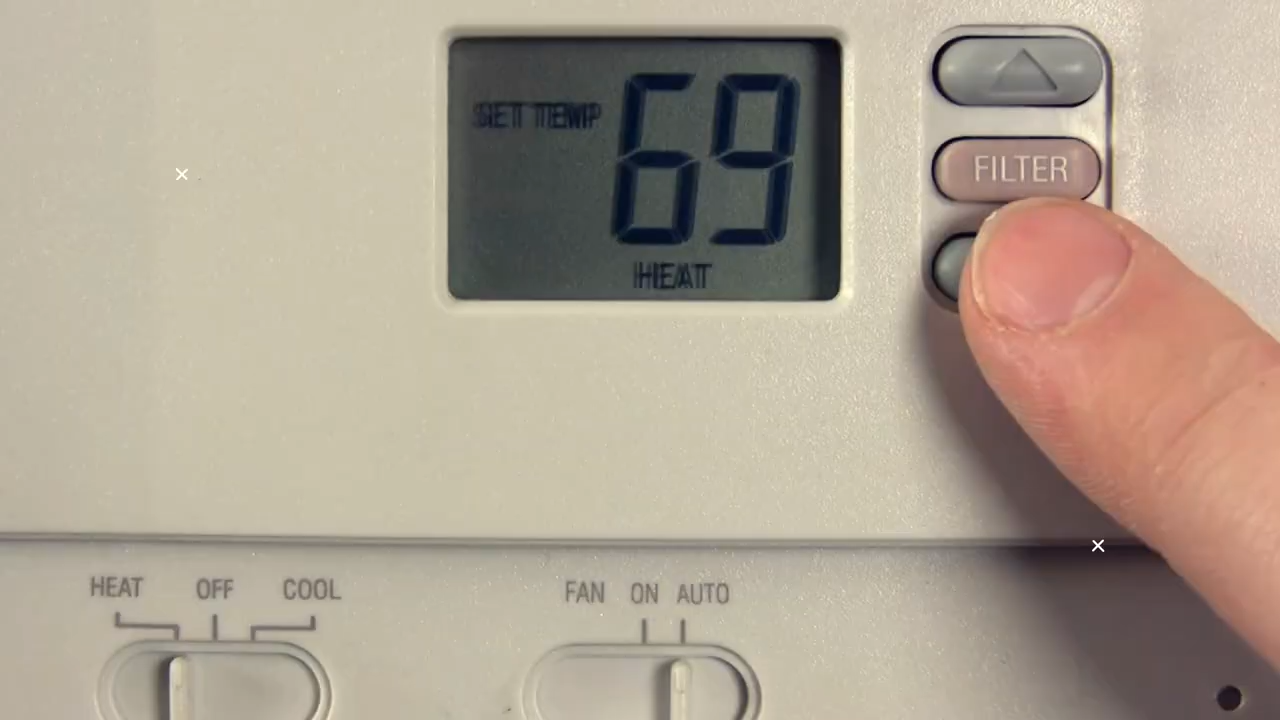 SET TEMP 69
HEAT
FILTER
HEAT OFF COOL
FAN ON AUTO